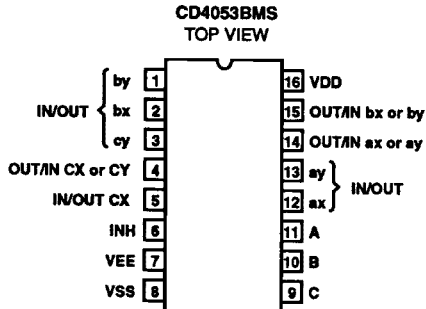 CD4053BMS
TOP VIEW
by 1 16 VDD
IN/OUT bx 2 15 OUT/IN bx or by
cy 3 14 OUT/IN ax or ay
OUT/IN CX or CY 4 13 ay IN/OUT
IN/OUT CX 5 12 ax
INH 6 11 A
VEE 7 10 B
VSS 8 9 C